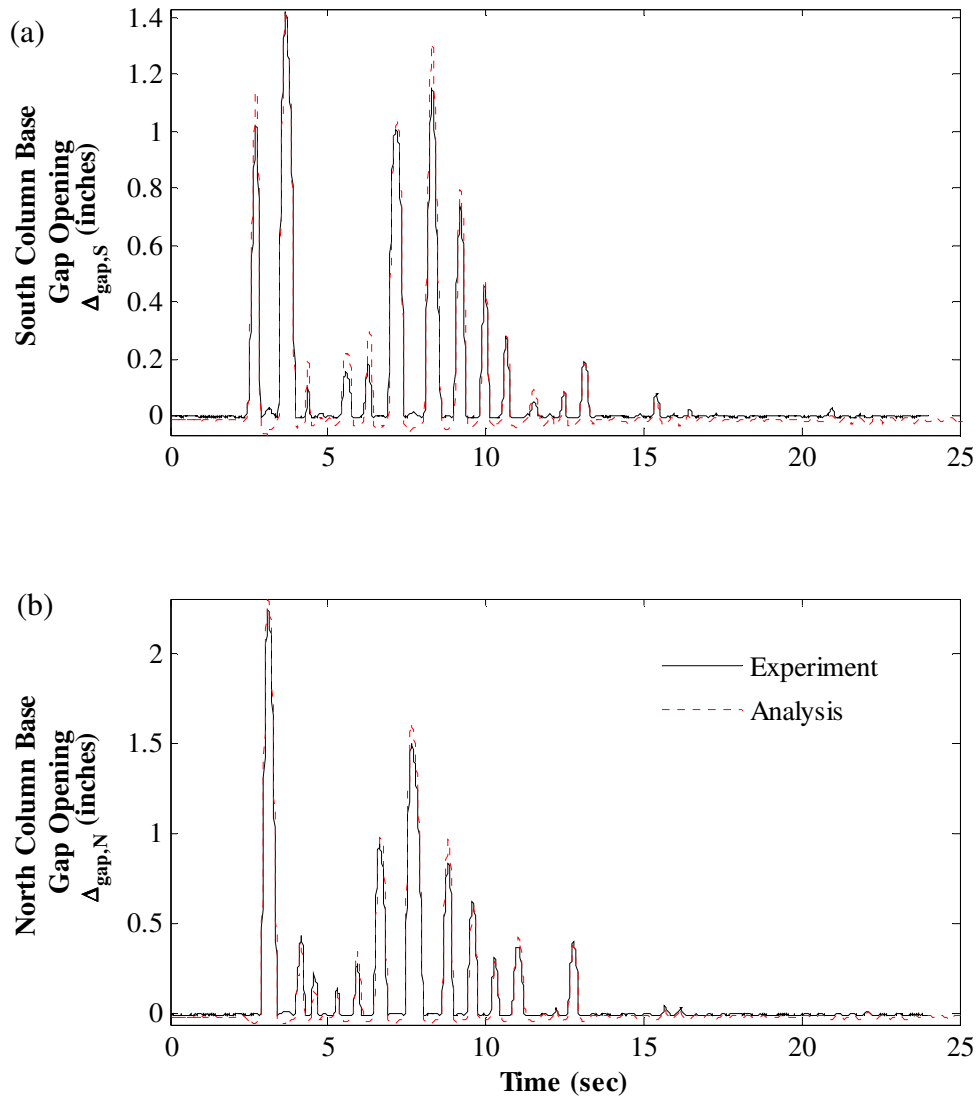 (a)
South Column Base
Gap Opening
Δgap,S (inches)
1.4
1.2
1
0.8
0.6
0.4
0.2
0
0 5 10 15 20 25
(b)
North Column Base
Gap Opening
Δgap,N (inches)
2
1.5
1
0.5
0
Experiment
Analysis
0 5 10 15 20 25
Time (sec)